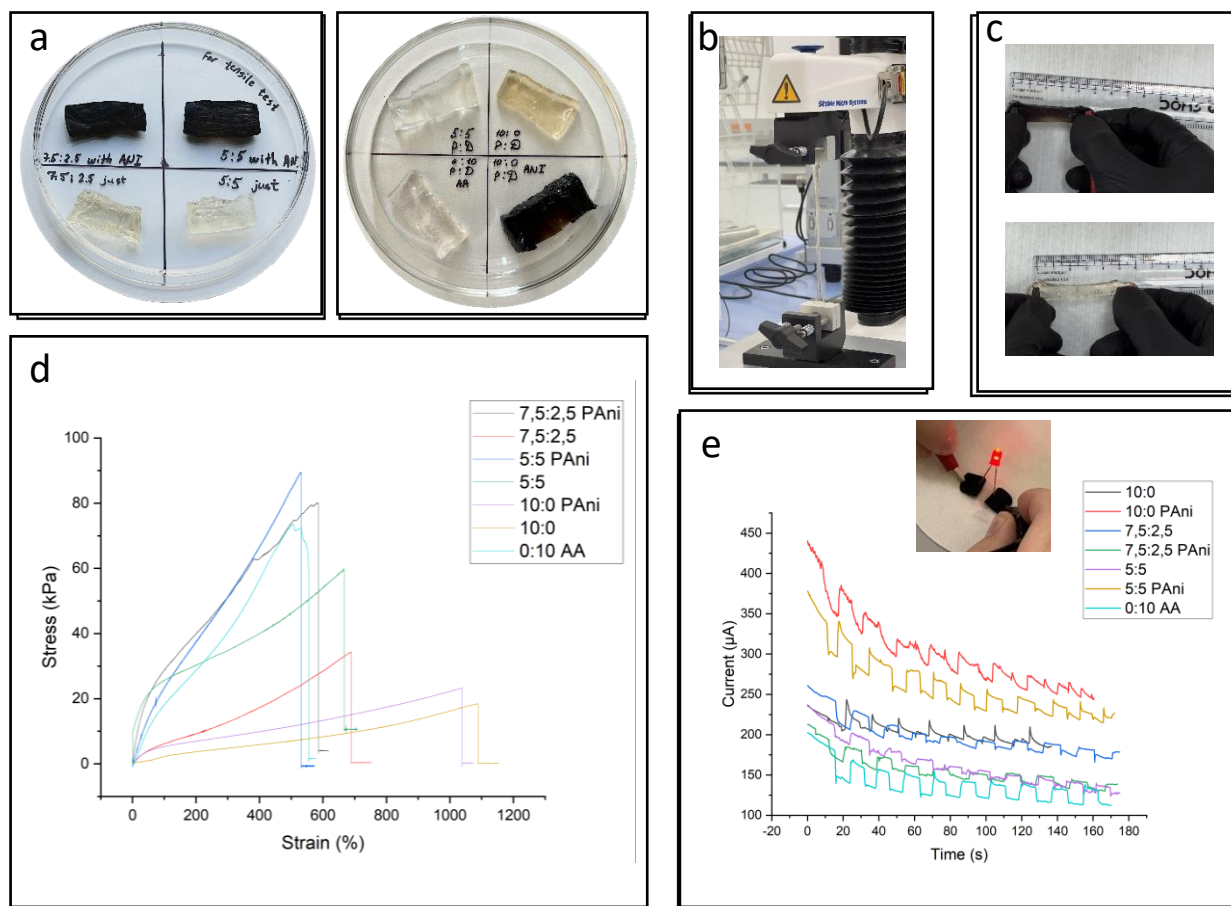 a
For tensile test
7.5:2.5 with ANI
5:5 with AN
7.5:2.5 just
5:5 just
5:5
P:D
10:0
P:D
0:10
P:D
AA
10:0
P:D
ANI
b
Stable Micro Systems
c
d
7,5:2,5 PAni
7,5:2,5
5:5 PAni
5:5
10:0 PAni
10:0
0:10 AA
100
80
60
40
20
0
Stress (kPa)
0
200
400
600
800
1000
1200
Strain (%)
e
10:0
10:0 PAni
7,5:2,5
7,5:2,5 PAni
5:5
5:5 PAni
0:10 AA
450
400
350
300
250
200
150
100
Current (µA)
-20
0
20
40
60
80
100
120
140
160
180
Time (s)